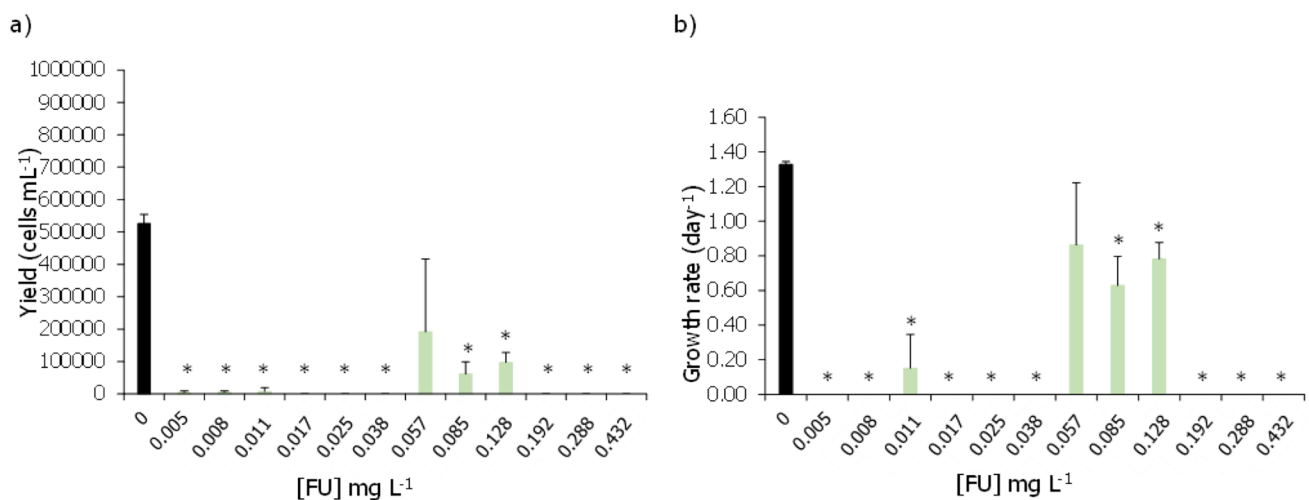 a)
1000000
900000
800000
700000
600000
500000
400000
300000
200000
100000
0
Yield (cells mL⁻¹)
* * * * * * * * * * *
0 0.005 0.008 0.011 0.017 0.025 0.038 0.057 0.085 0.128 0.192 0.288 0.432
[FU] mg L⁻¹
b)
1.60
1.40
1.20
1.00
0.80
0.60
0.40
0.20
0.00
Growth rate (day⁻¹)
* * * * * * * * * * *
0 0.005 0.008 0.011 0.017 0.025 0.038 0.057 0.085 0.128 0.192 0.288 0.432
[FU] mg L⁻¹